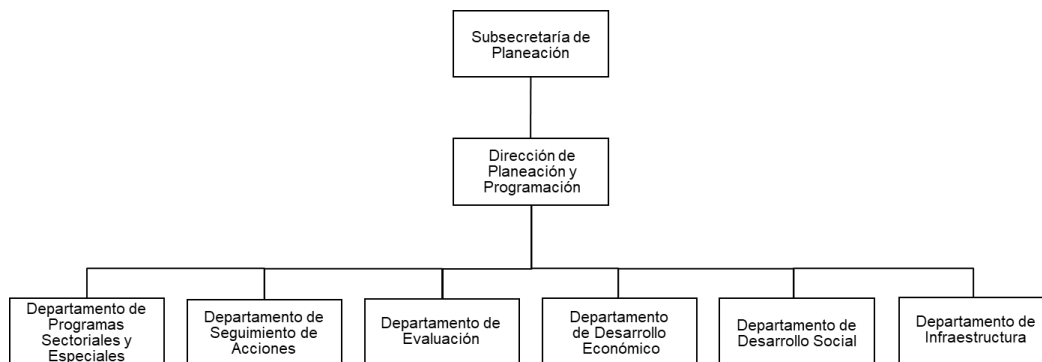 Subsecretaría de
Planeación
Dirección de
Planeación y
Programación
Departamento de
Programas
Sectoriales y
Especiales
Departamento de
Seguimiento de
Acciones
Departamento de
Evaluación
Departamento
de Desarrollo
Económico
Departamento de
Desarrollo Social
Departamento de
Infraestructura